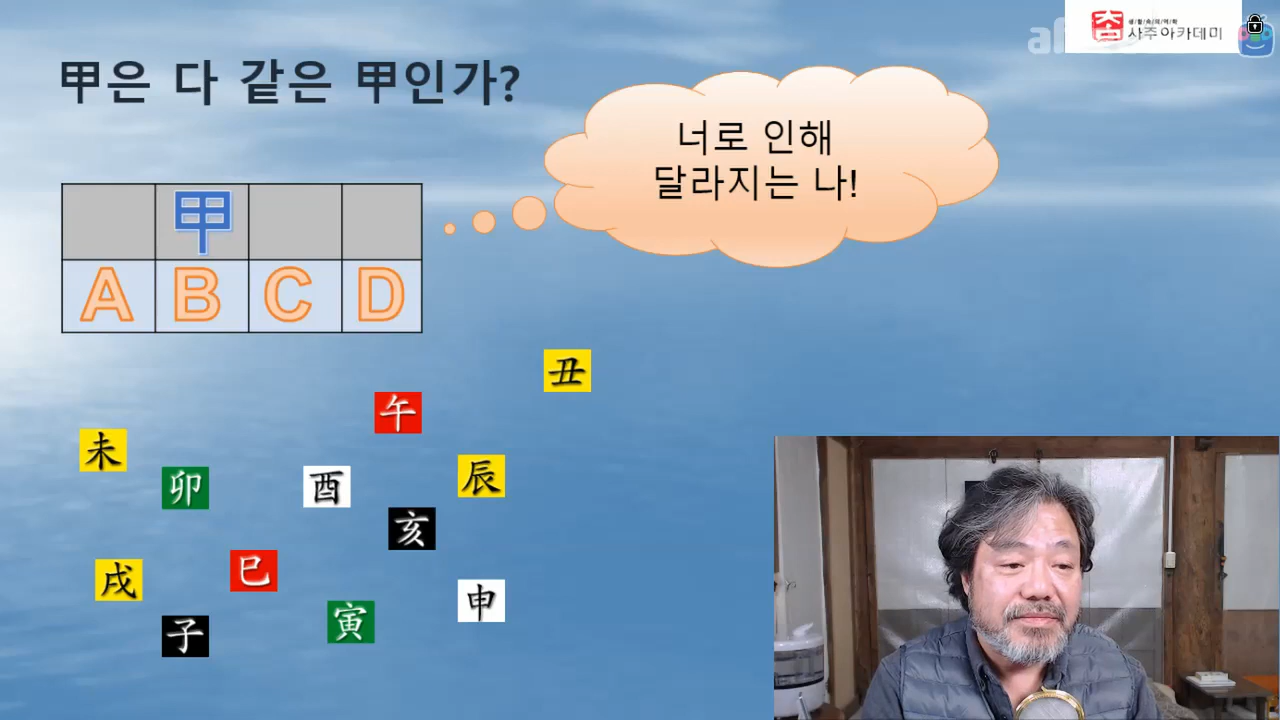 사주아카데미
甲은 다 같은 甲인가?
너로 인해
달라지는 나!
甲
A B C D
丑
午
未
卯 酉 辰
亥
戌 巳
寅 申
子